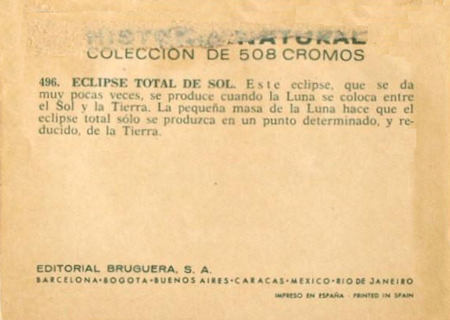 NATURAL
COLECCION DE 508 CROMOS
496. ECLIPSE TOTAL DE SOL. Este eclipse, que se da
muy pocas veces, se produce cuando la Luna se coloca entre
el Sol y la Tierra. La pequeña masa de la Luna hace que el
eclipse total sólo se produzca en un punto determinado, y re-
ducido, de la Tierra.
EDITORIAL BRUGUERA, S. A.
BARCELONA•BOGOTA•BUENOS AIRES•CARACAS•MEXICO•RIO DE JANEIRO
IMPRESO EN ESPAÑA - PRINTED IN SPAIN